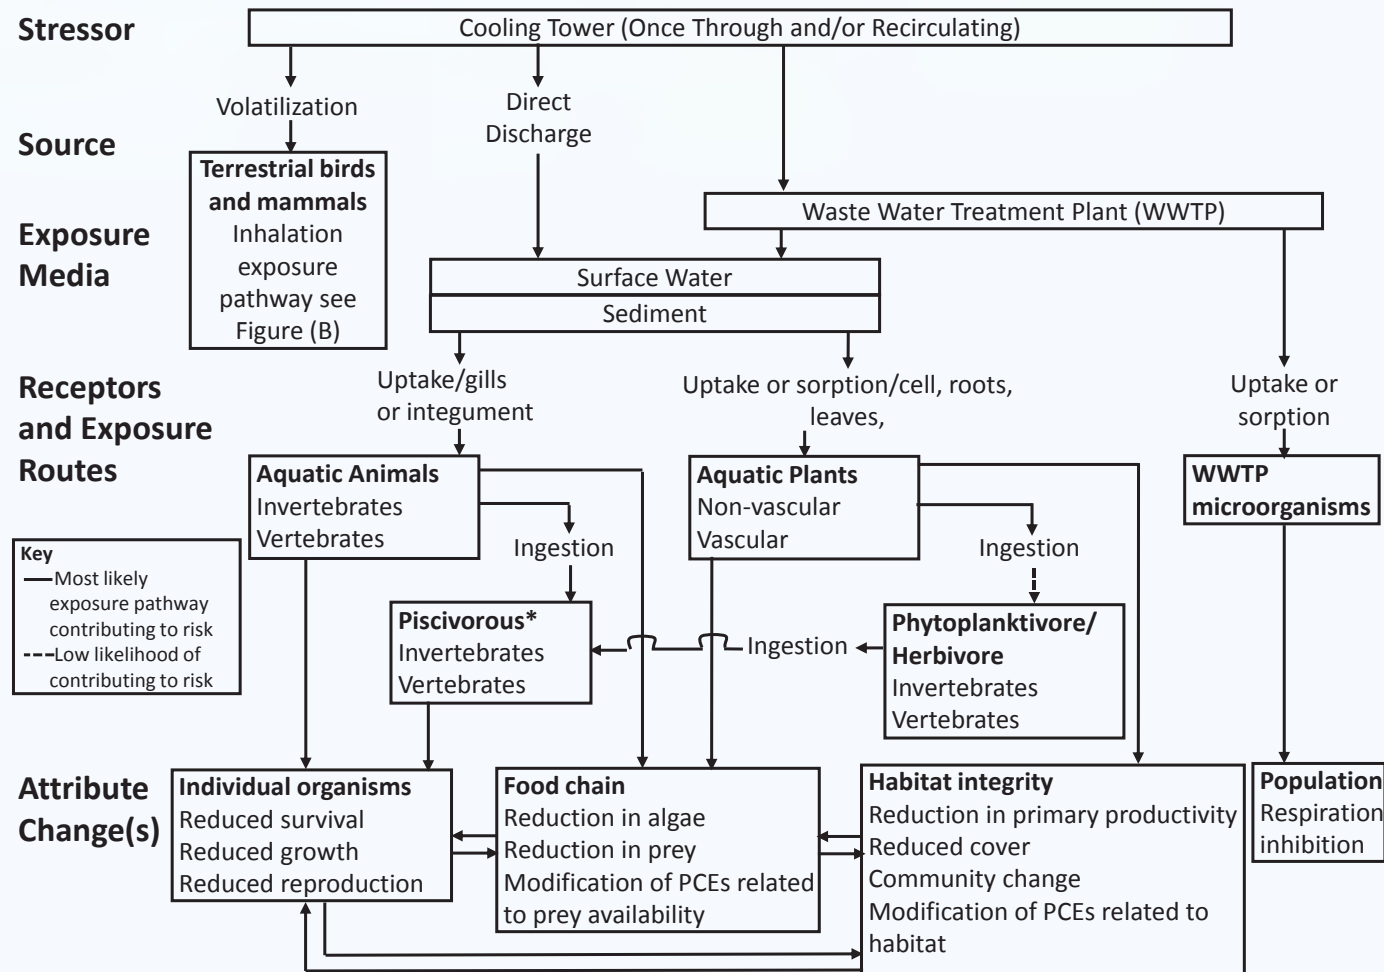 Stressor
Cooling Tower (Once Through and/or Recirculating)
Volatilization
Direct
Discharge
Source
Terrestrial birds
and mammals
Inhalation
exposure
pathway see
Figure (B)
Waste Water Treatment Plant (WWTP)
Exposure
Media
Surface Water
Sediment
Receptors
and Exposure
Routes
Uptake/gills
or integument
Uptake or sorption/cell, roots,
leaves,
Uptake or
sorption
Aquatic Animals
Invertebrates
Vertebrates
Ingestion
Aquatic Plants
Non-vascular
Vascular
Ingestion
WWTP
microorganisms
Key
Most likely
exposure pathway
contributing to risk
Low likelihood of
contributing to risk
Piscivorous*
Invertebrates
Vertebrates
Ingestion
Phytoplanktivore/
Herbivore
Invertebrates
Vertebrates
Attribute
Change(s)
Individual organisms
Reduced survival
Reduced growth
Reduced reproduction
Food chain
Reduction in algae
Reduction in prey
Modification of PCEs related
to prey availability
Habitat integrity
Reduction in primary productivity
Reduced cover
Community change
Modification of PCEs related to
habitat
Population
Respiration
inhibition